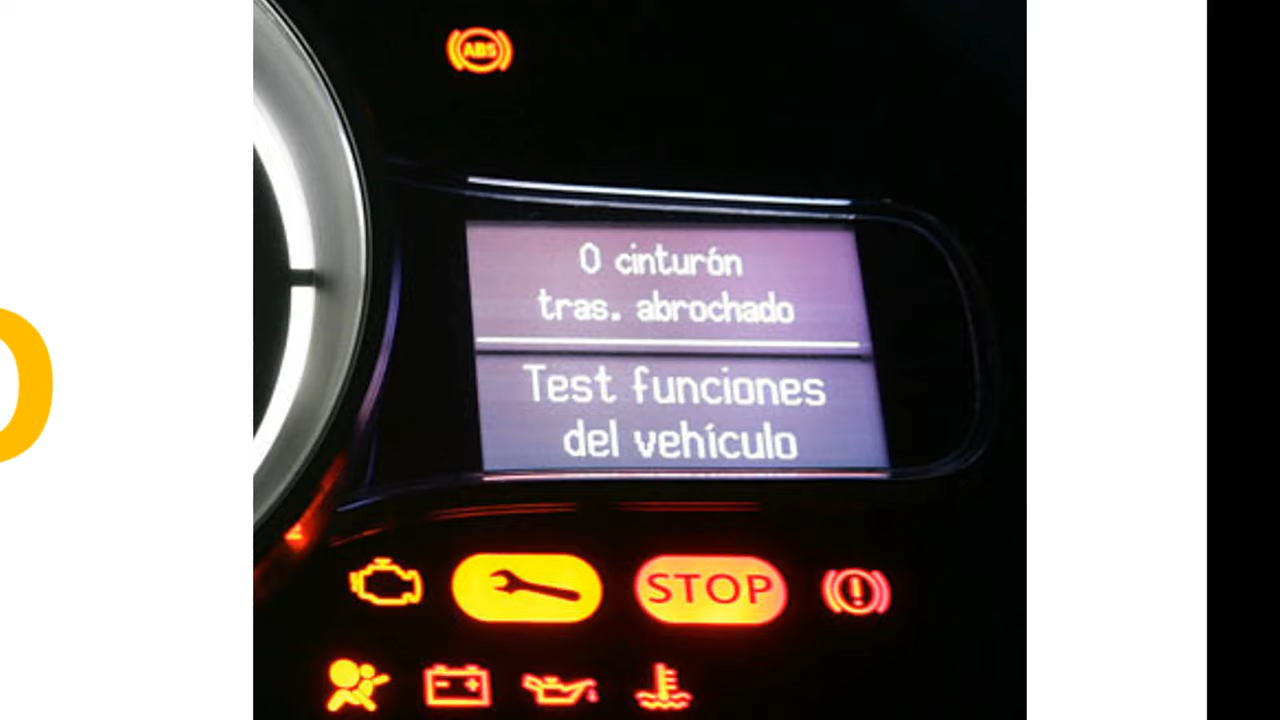 ABS
0 cinturón
tras. abrochado
Test funciones
del vehículo
STOP